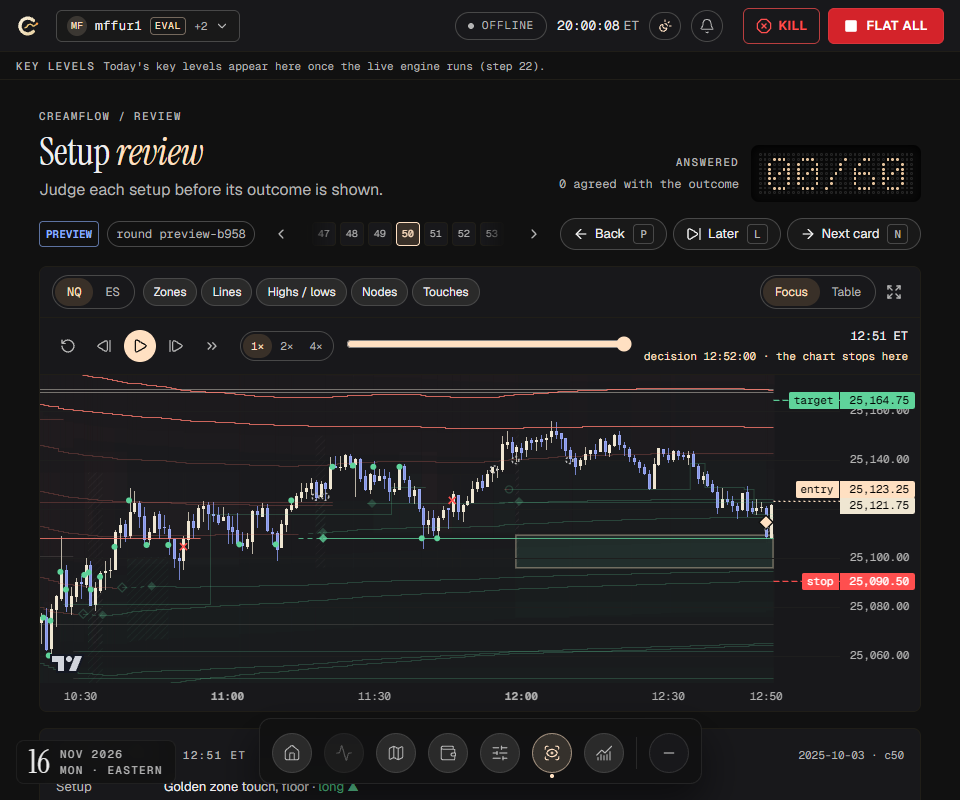 MF mffur1 EVAL +2
OFFLINE
20:00:08 ET
KILL
FLAT ALL
KEY LEVELS Today's key levels appear here once the live engine runs (step 22).
CREAMFLOW / REVIEW
Setup review
Judge each setup before its outcome is shown.
ANSWERED
0 agreed with the outcome
00/60
PREVIEW
round preview-b958
47 48 49 50 51 52 53
Back P
Later L
Next card N
NQ ES
Zones
Lines
Highs / lows
Nodes
Touches
Focus Table
1× 2× 4×
12:51 ET
decision 12:52:00 · the chart stops here
target 25,164.75
25,160.00
25,140.00
entry 25,123.25
25,121.75
25,100.00
stop 25,090.50
25,080.00
25,060.00
10:30 11:00 11:30 12:00 12:30 12:50
16 NOV 2026
MON · EASTERN
12:51 ET
2025-10-03 · c50
Setup Golden zone touch, floor · long ▲